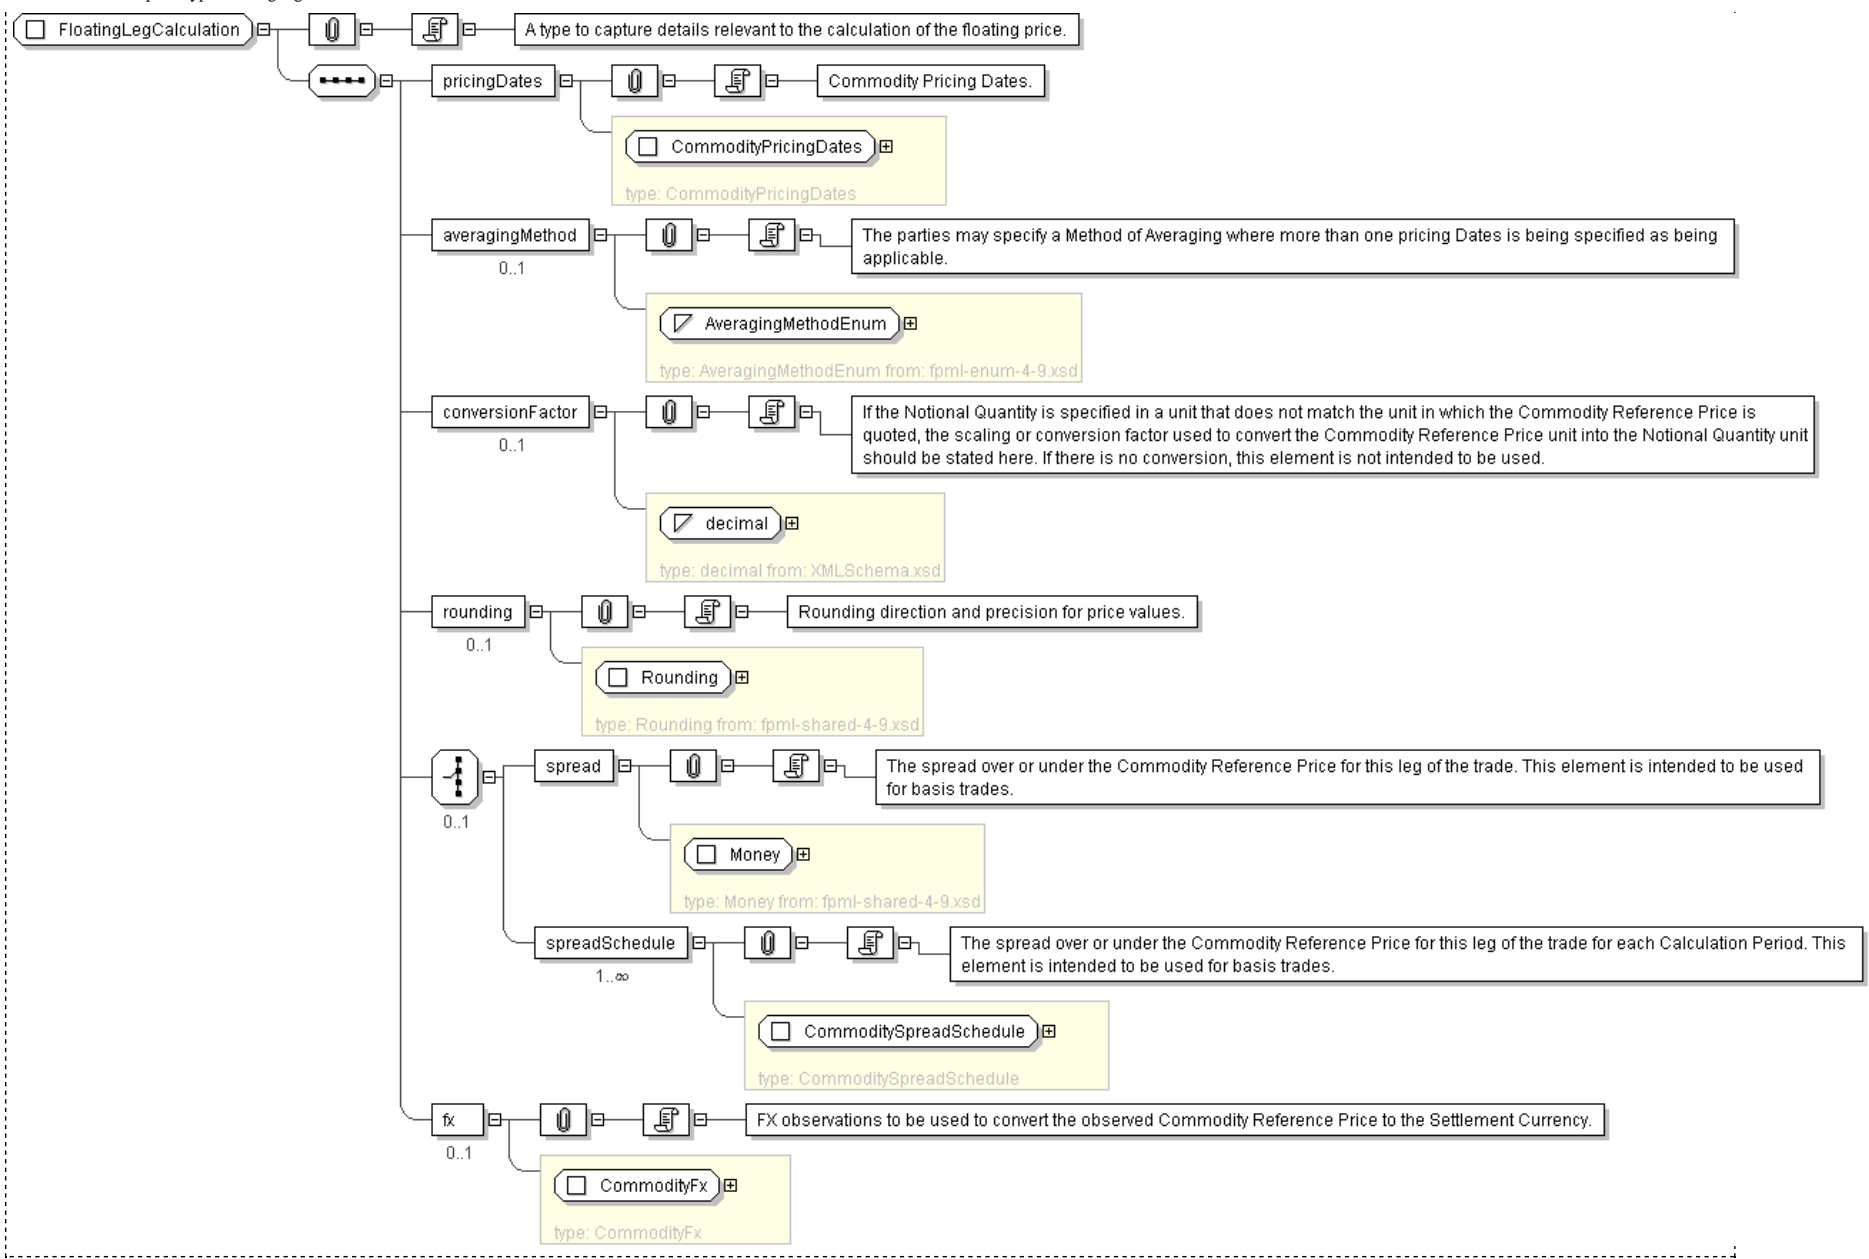 FloatingLegCalculation
A type to capture details relevant to the calculation of the floating price.
pricingDates
Commodity Pricing Dates.
CommodityPricingDates
type: CommodityPricingDates
averagingMethod
0..1
The parties may specify a Method of Averaging where more than one pricing Dates is being specified as being
applicable.
AveragingMethodEnum
type: AveragingMethodEnum from: fpml-enum-4-9.xsd
conversionFactor
0..1
If the Notional Quantity is specified in a unit that does not match the unit in which the Commodity Reference Price is
quoted, the scaling or conversion factor used to convert the Commodity Reference Price unit into the Notional Quantity unit
should be stated here. If there is no conversion, this element is not intended to be used.
decimal
type: decimal from: XMLSchema.xsd
rounding
0..1
Rounding direction and precision for price values.
Rounding
type: Rounding from: fpml-shared-4-9.xsd
0..1
spread
The spread over or under the Commodity Reference Price for this leg of the trade. This element is intended to be used
for basis trades.
Money
type: Money from: fpml-shared-4-9.xsd
spreadSchedule
1..∞
The spread over or under the Commodity Reference Price for this leg of the trade for each Calculation Period. This
element is intended to be used for basis trades.
CommoditySpreadSchedule
type: CommoditySpreadSchedule
fx
0..1
FX observations to be used to convert the observed Commodity Reference Price to the Settlement Currency.
CommodityFx
type: CommodityFx